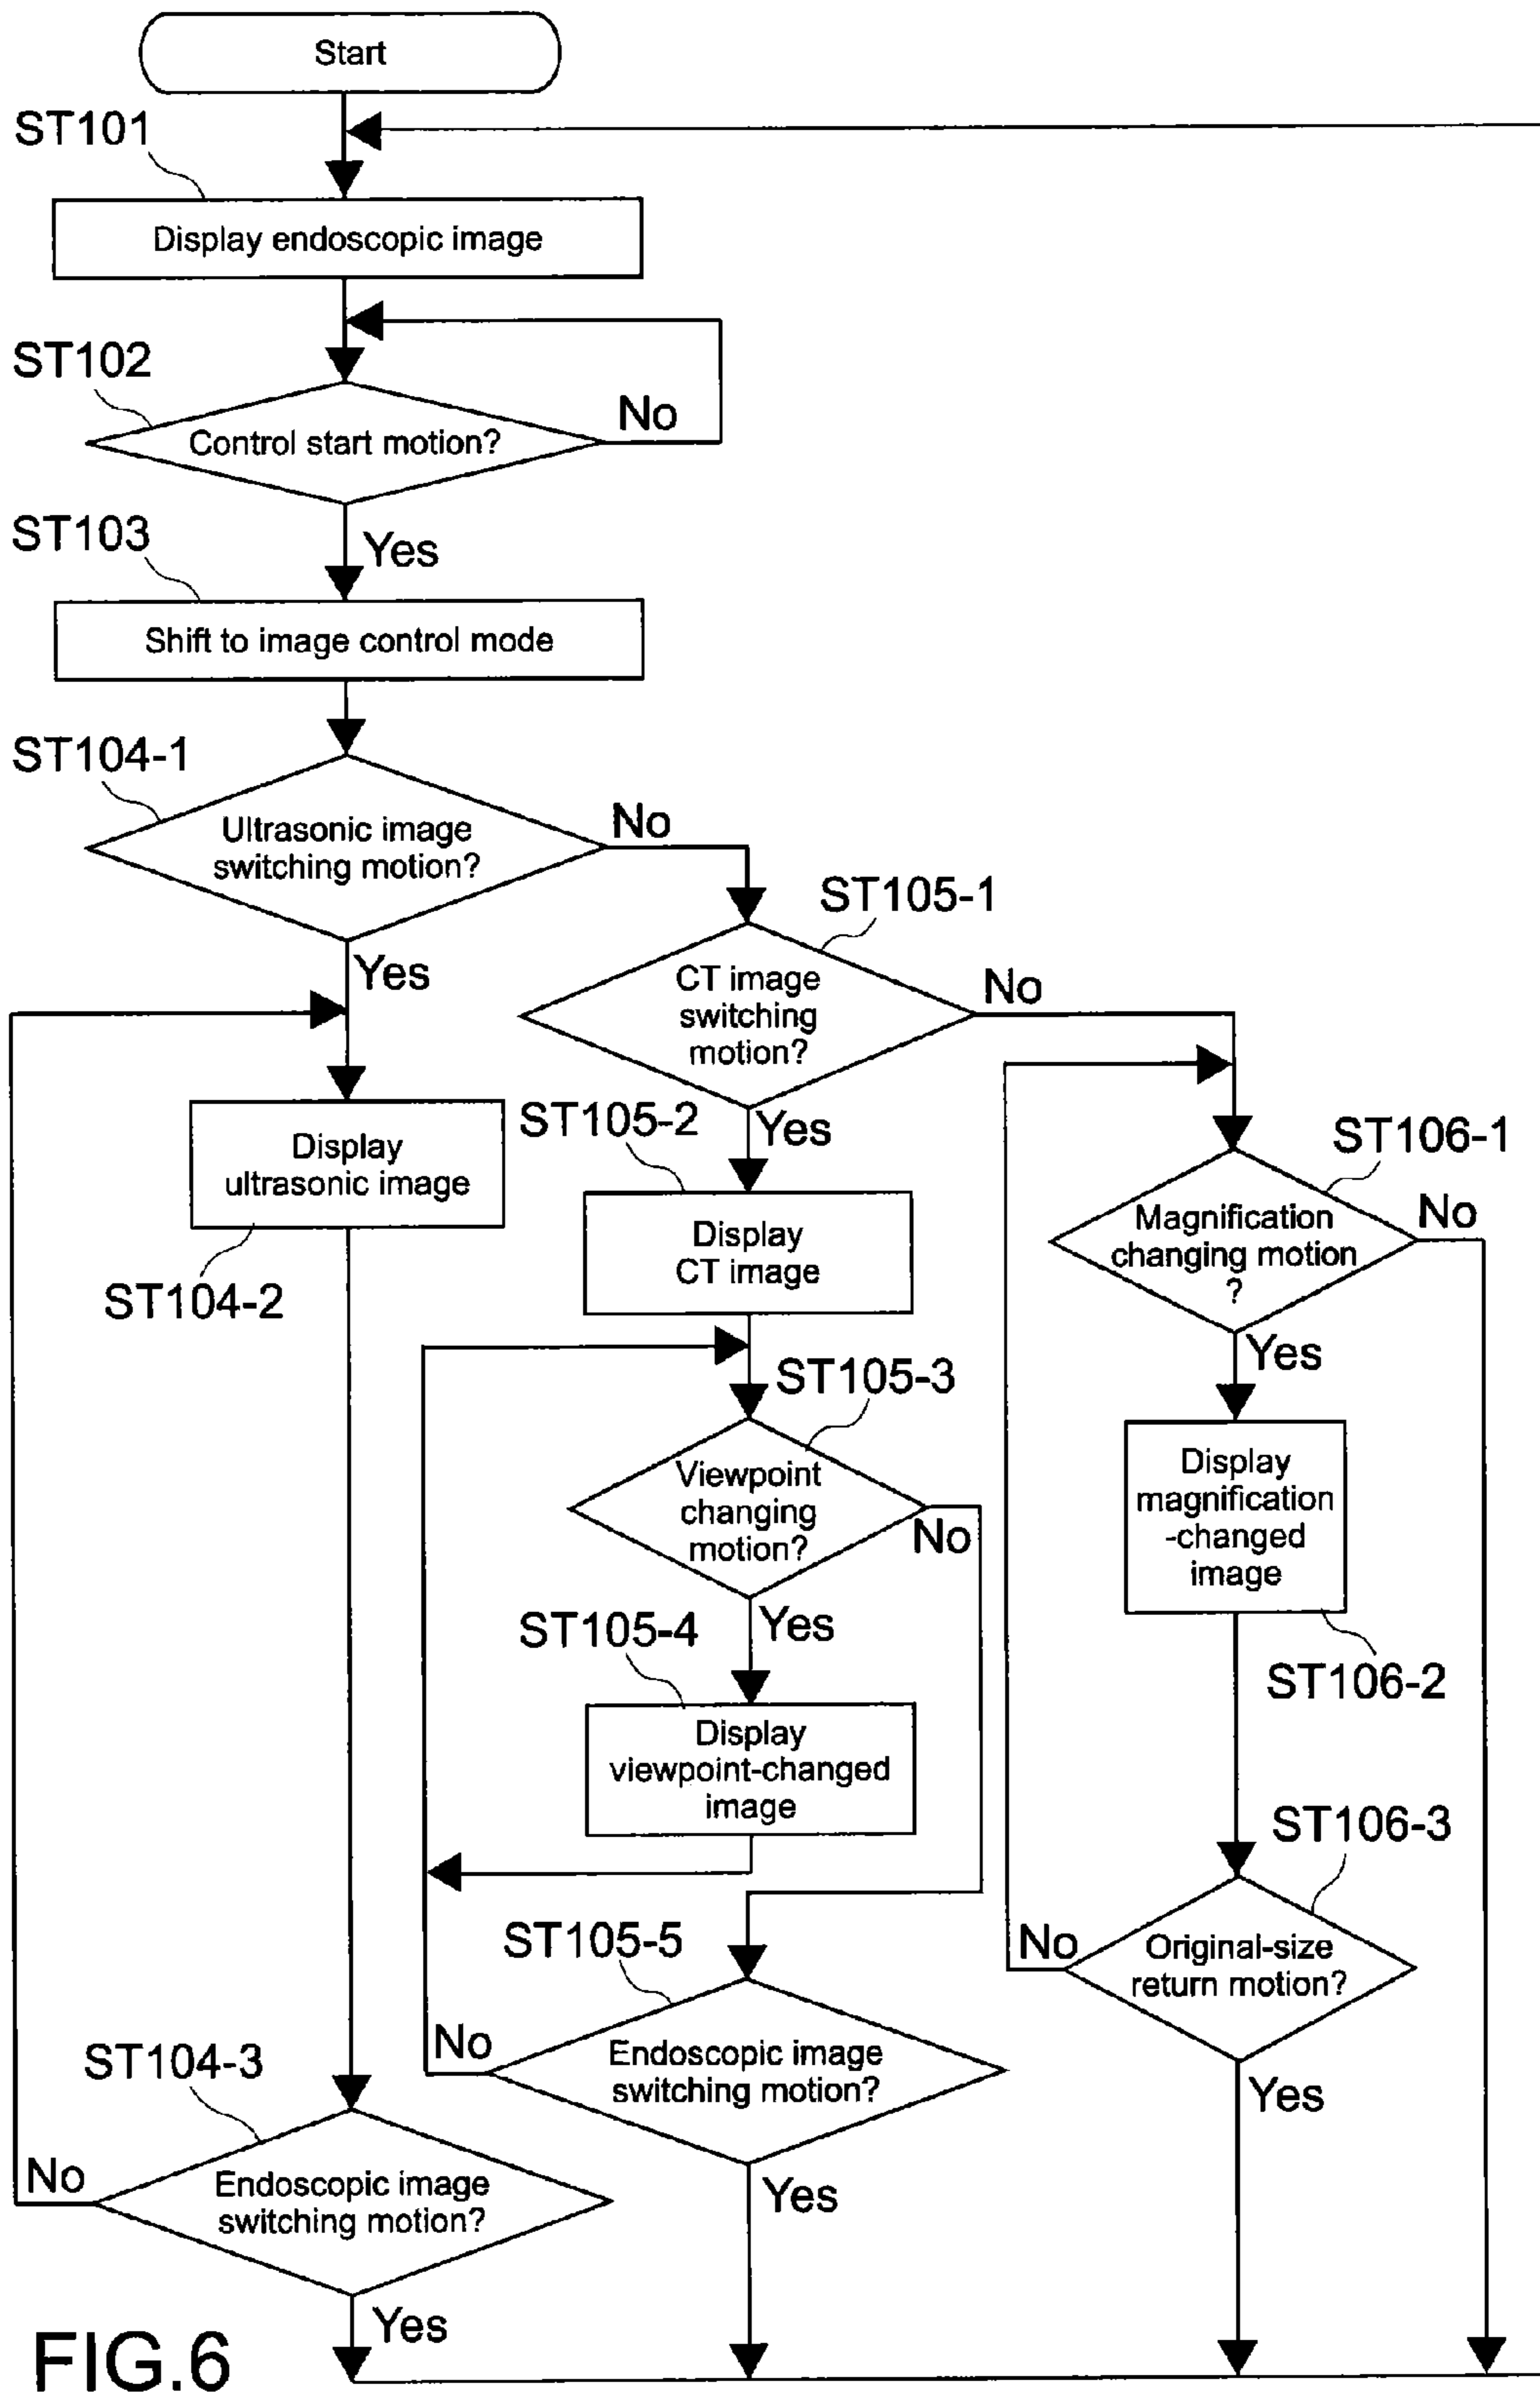 Start
ST101
Display endoscopic image
ST102
Control start motion?
No
Yes
ST103
Shift to image control mode
ST104-1
Ultrasonic image
switching motion?
No
Yes
ST105-1
CT image
switching
motion?
No
Yes
Display
ultrasonic image
ST104-2
ST105-2
Display
CT image
ST106-1
Magnification
changing motion
?
No
Yes
ST105-3
Viewpoint
changing
motion?
No
Yes
Display
magnification
-changed
image
ST106-2
ST105-4
Display
viewpoint-changed
image
ST106-3
Original-size
return motion?
No
Yes
ST105-5
Endoscopic image
switching motion?
No
Yes
ST104-3
Endoscopic image
switching motion?
No
Yes
FIG.6